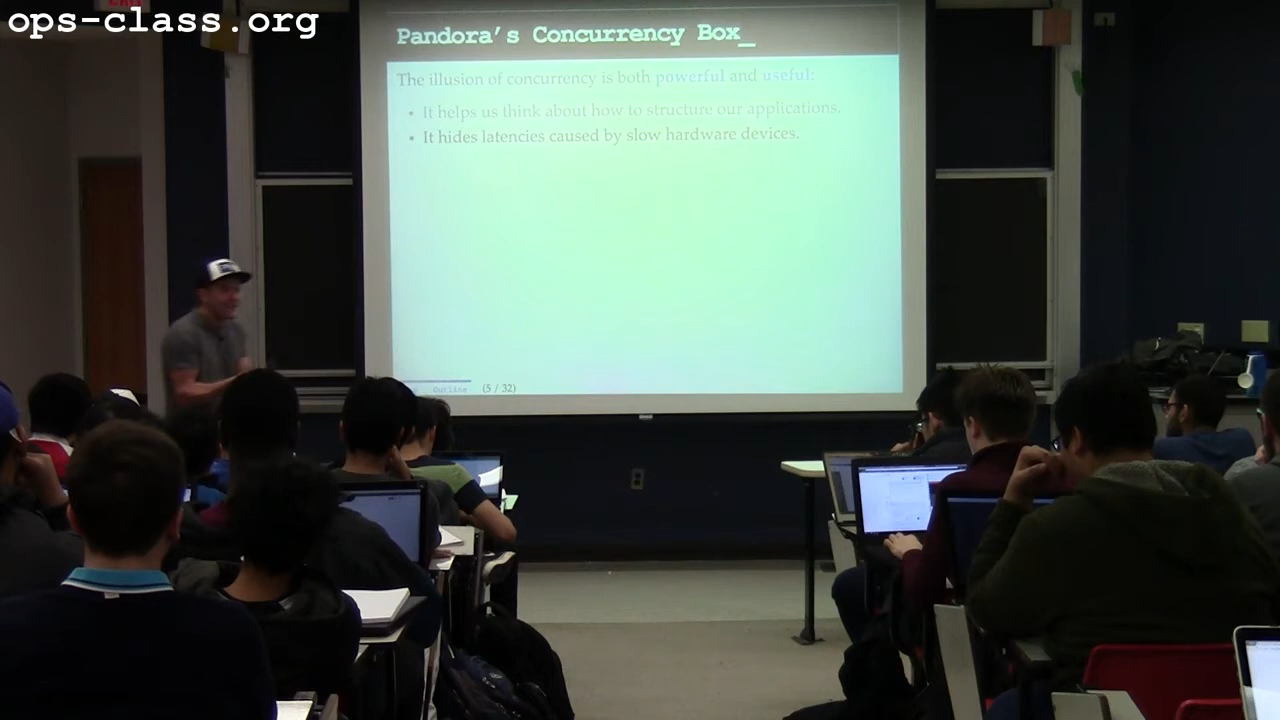 ops-class.org
Pandora's Concurrency Box_
The illusion of concurrency is both powerful and useful:
• It helps us think about how to structure our applications.
• It hides latencies caused by slow hardware devices.
Outline (5 / 32)